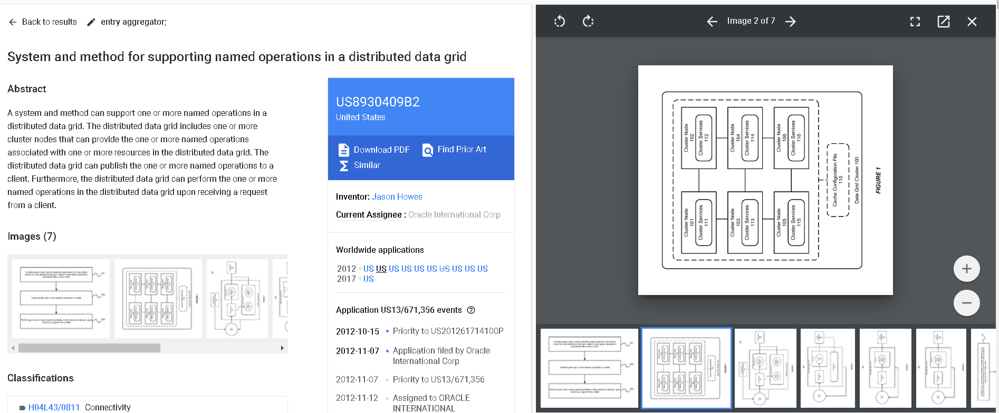 Back to results
entry aggregator;
System and method for supporting named operations in a distributed data grid
Abstract
A system and method can support one or more named operations in a
distributed data grid. The distributed data grid includes one or more
cluster nodes that can provide the one or more named operations
associated with one or more resources in the distributed data grid. The
distributed data grid can publish the one or more named operations to a
client. Furthermore, the distributed data grid can perform the one or more
named operations in the distributed data grid upon receiving a request
from a client.
Images (7)
Classifications
H04L43/0811 Connectivity
US8930409B2
United States
Download PDF
Find Prior Art
Similar
Inventor: Jason Howes
Current Assignee : Oracle International Corp
Worldwide applications
2012 US US US US US US US US US US
2017 US
Application US13/671,356 events
2012-10-15 Priority to US201261714100P
2012-11-07 Application filed by Oracle
International Corp
2012-11-07 Priority to US13/671,356
2012-11-12 Assigned to ORACLE
INTERNATIONAL
Image 2 of 7
Cluster Node
102
Cluster Services
112
Cluster Node
104
Cluster Services
114
Cluster Node
106
Cluster Services
116
Cluster Node
101
Cluster Services
111
Cluster Node
103
Cluster Services
113
Cluster Node
105
Cluster Services
115
Cache Configuration File
110
Data Grid Cluster 100
FIGURE 1